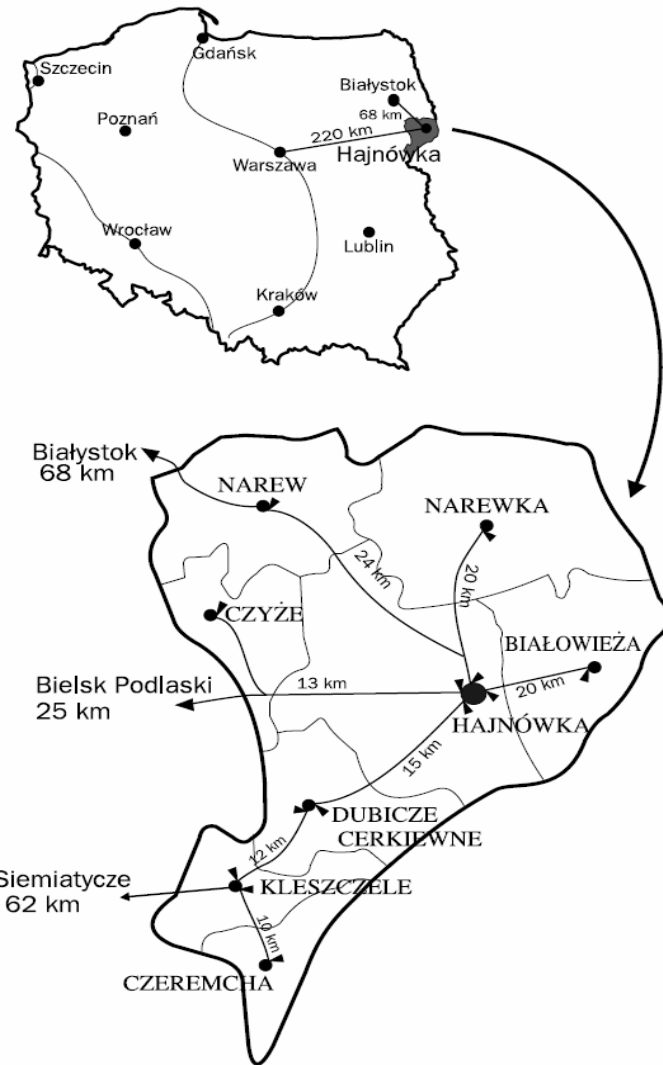 Gdańsk
Szczecin
Białystok
68 km
Poznań
220 km
Warszawa
Hajnówka
Wrocław
Lublin
Kraków
Białystok
68 km
NAREW
NAREWKA
24 km
20 km
CZYŻE
BIAŁOWIEŻA
Bielsk Podlaski
25 km
13 km
20 km
HAJNÓWKA
15 km
DUBICZE
CERKIEWNE
12 km
Siemiatycze
62 km
KLESZCZELE
10 km
CZEREMCHA